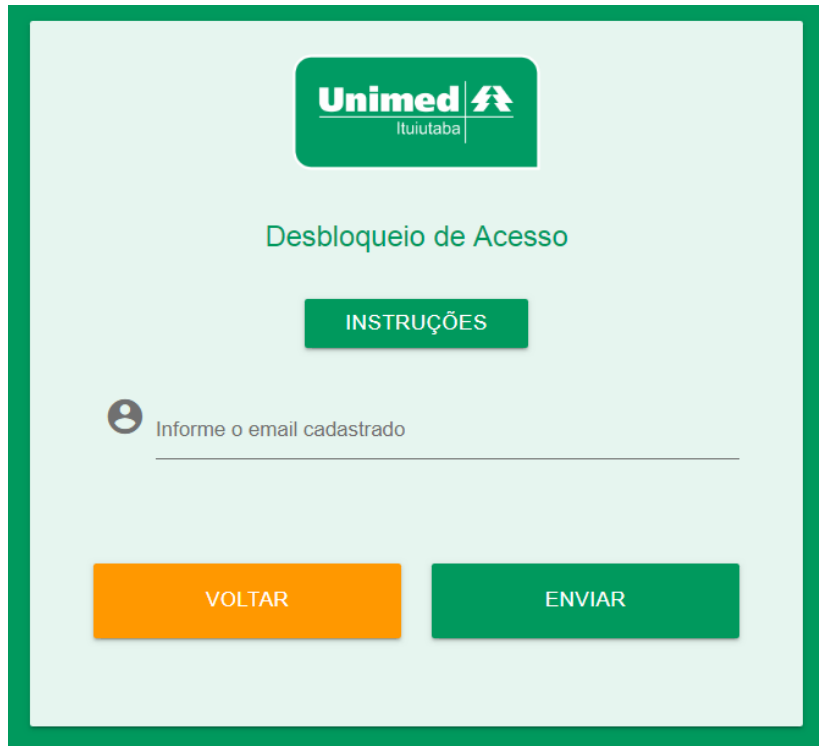 Unimed
Ituiutaba
Desbloqueio de Acesso
INSTRUÇÕES
Informe o email cadastrado
VOLTAR
ENVIAR